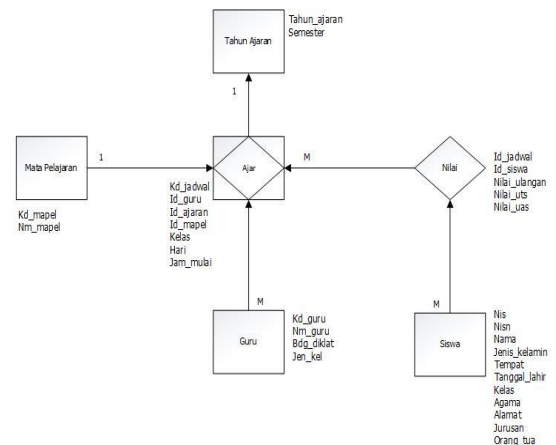 Tahun Ajaran
Tahun_ajaran
Semester
1
Mata Pelajaran
1
Kd_mapel
Nm_mapel
Ajar
Kd_jadwal
Id_guru
Id_ajaran
Id_mapel
Kelas
Hari
Jam_mulai
M
Nilai
Id_jadwal
Id_siswa
Nilai_ulangan
Nilai_uts
Nilai_uas
M
Guru
Kd_guru
Nm_guru
Bdg_diklat
Jen_kel
M
Siswa
Nis
Nisn
Nama
Jenis_kelamin
Tempat
Tanggal_lahir
Kelas
Agama
Alamat
Jurusan
Orang_tua